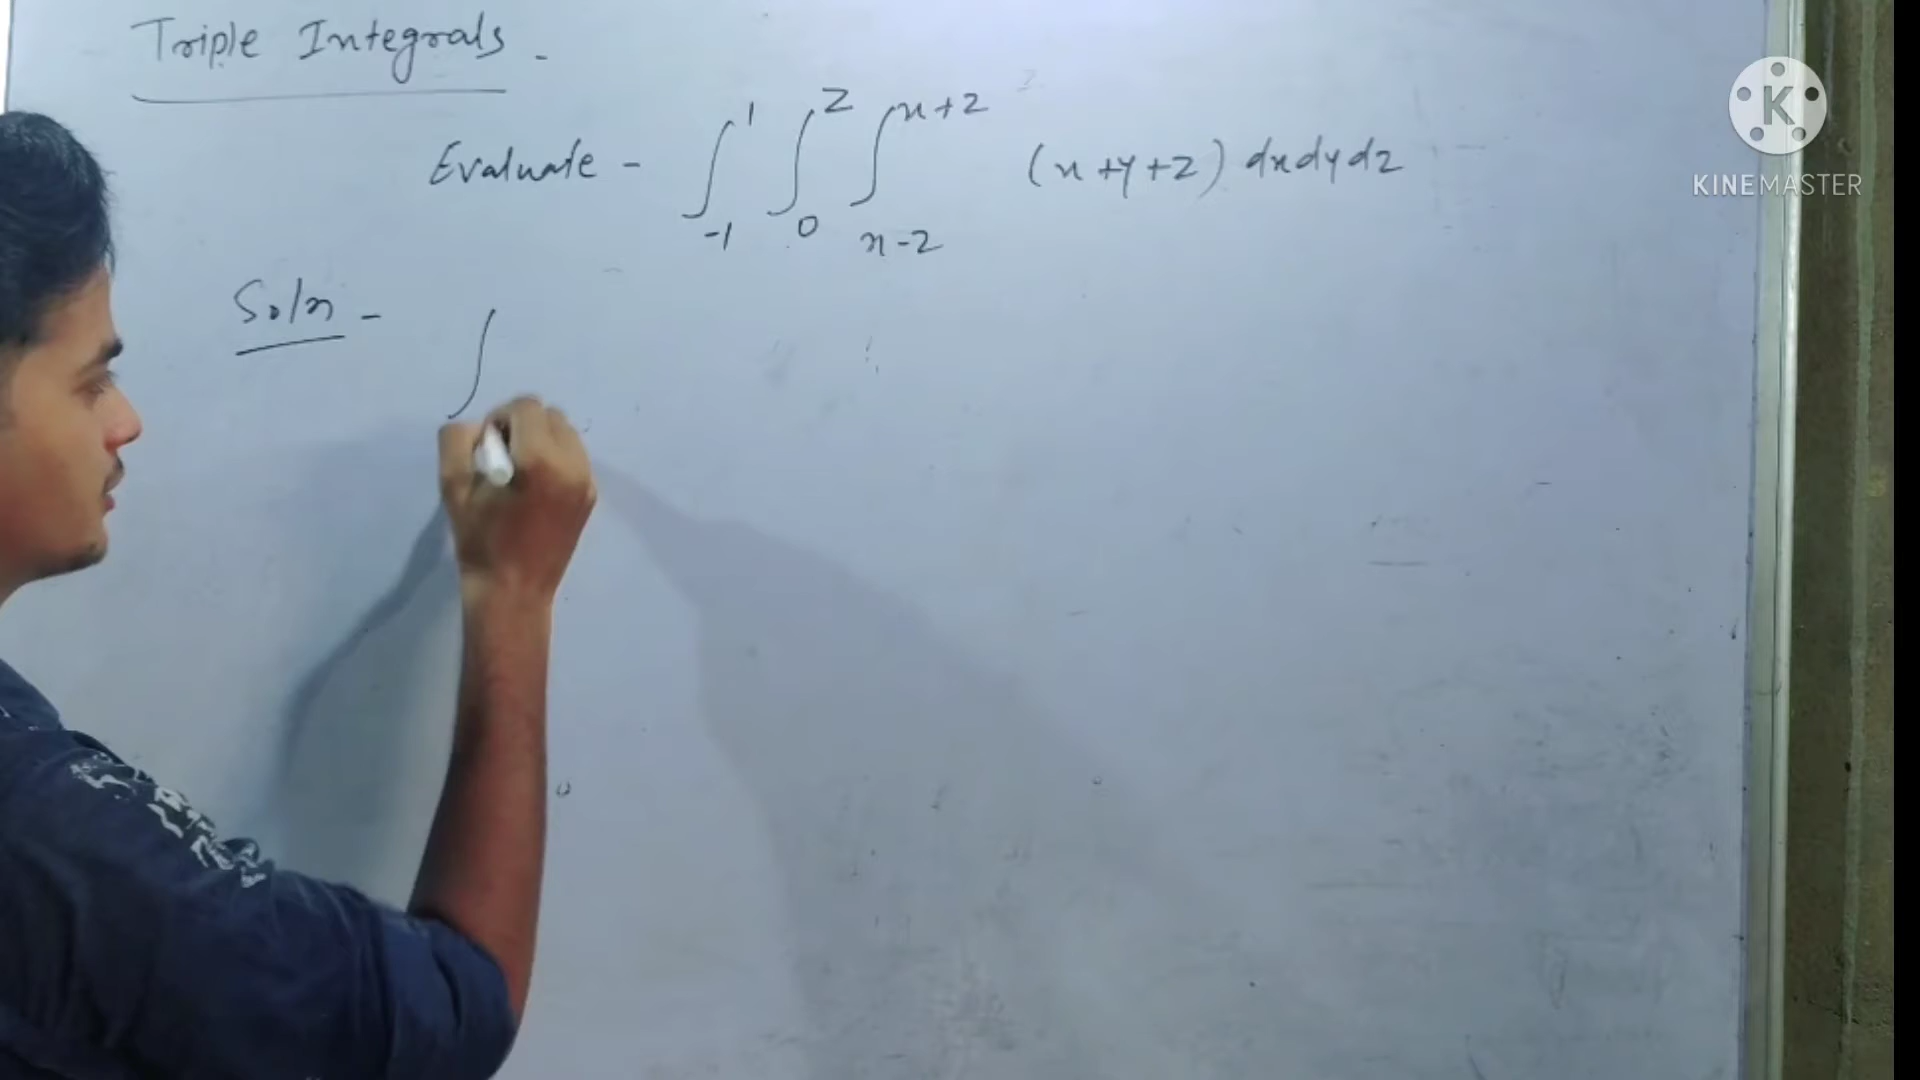 Triple Integrals -
Evaluate - ∫_{-1}^{1} ∫_{0}^{z} ∫_{x-z}^{x+z} (x+y+z) dxdydz
Soln - ∫
KINEMASTER